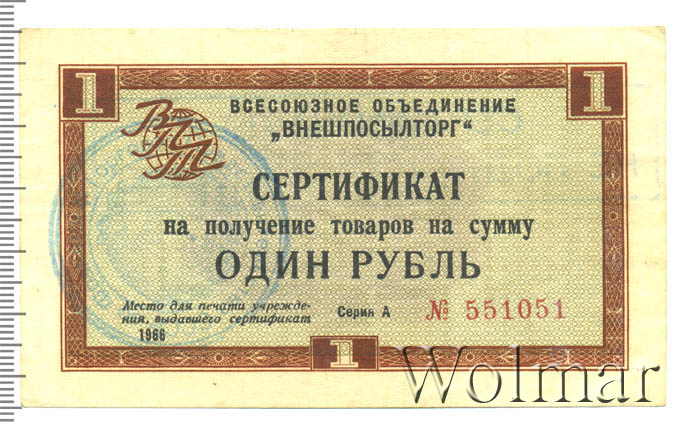 1 1
ВПТ
ВСЕСОЮЗНОЕ ОБЪЕДИНЕНИЕ
„ВНЕШПОСЫЛТОРГ“
СЕРТИФИКАТ
на получение товаров на сумму
ОДИН РУБЛЬ
Место для печати учрежде-
ния, выдавшего сертификат
1966
Серия А № 551051
1
Wolmar